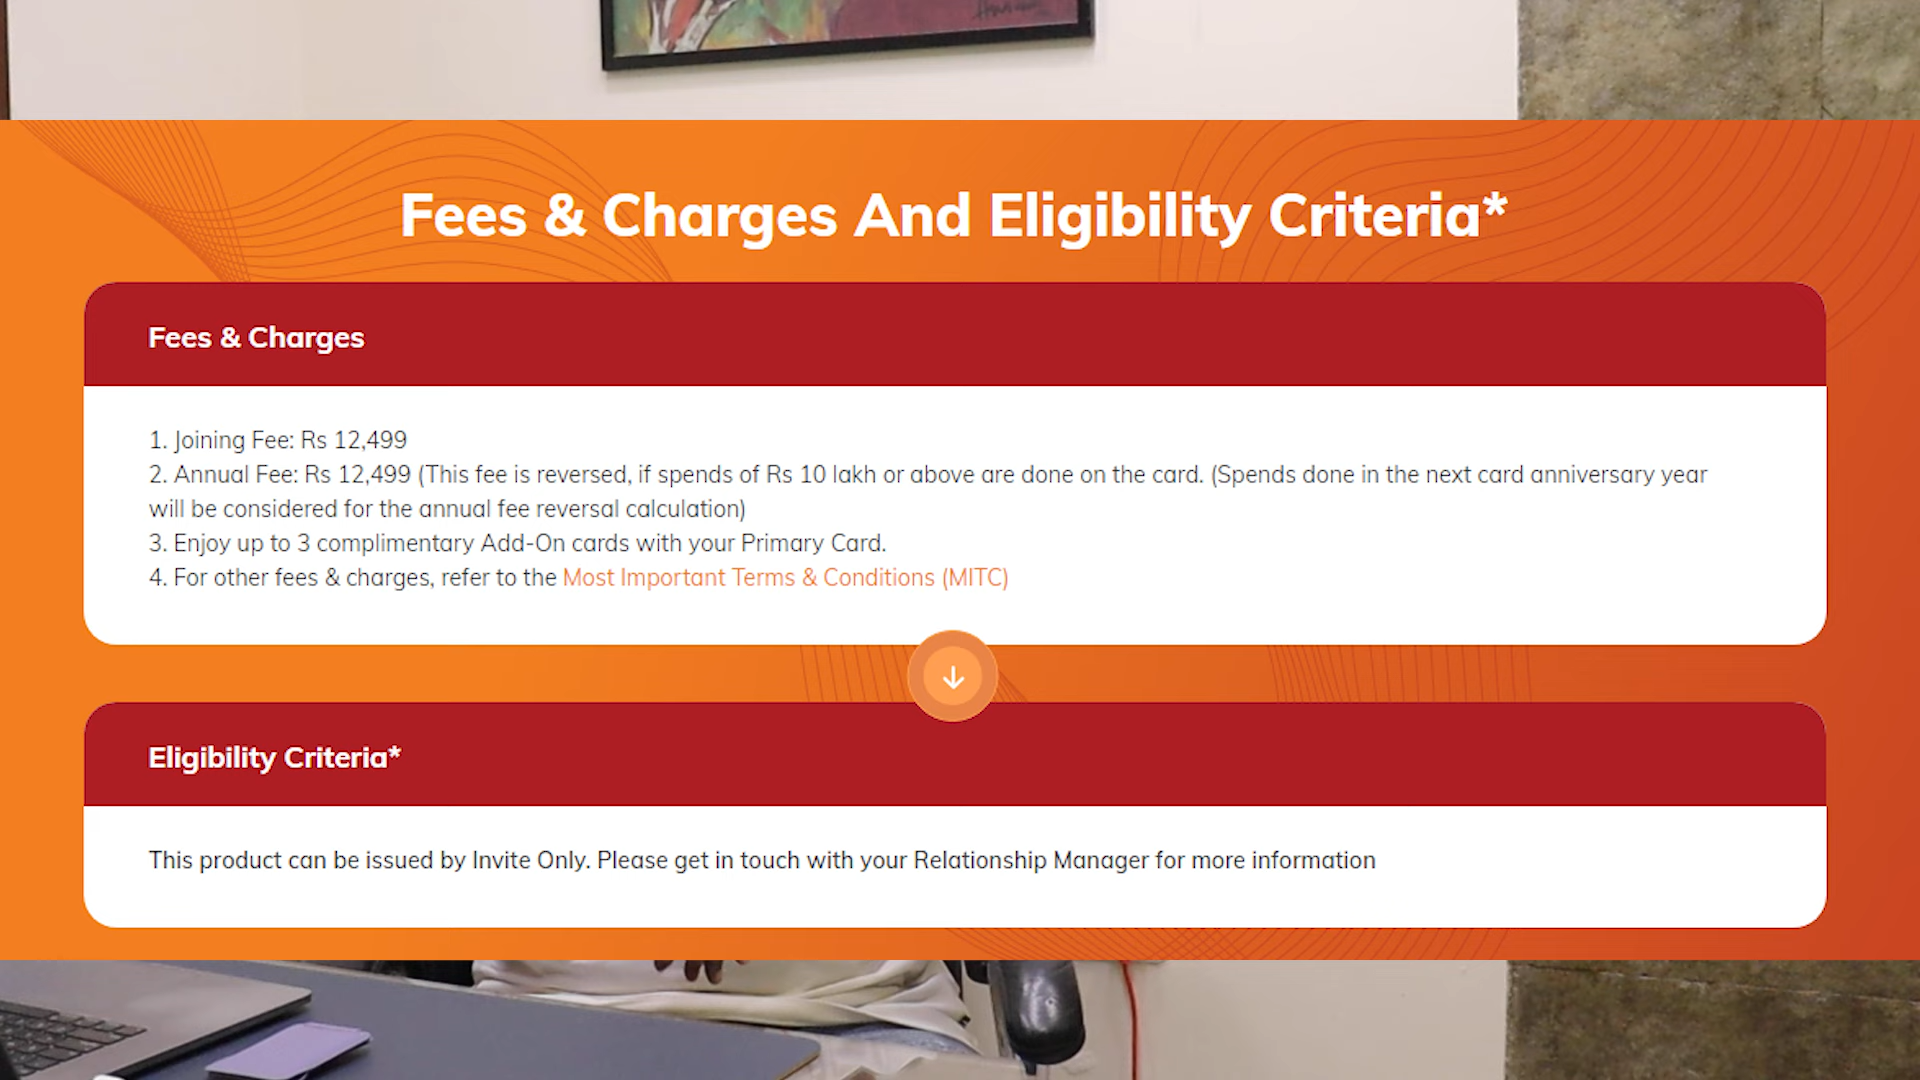 Fees & Charges And Eligibility Criteria*
Fees & Charges
1. Joining Fee: Rs 12,499
2. Annual Fee: Rs 12,499 (This fee is reversed, if spends of Rs 10 lakh or above are done on the card. (Spends done in the next card anniversary year
will be considered for the annual fee reversal calculation)
3. Enjoy up to 3 complimentary Add-On cards with your Primary Card.
4. For other fees & charges, refer to the Most Important Terms & Conditions (MITC)
Eligibility Criteria*
This product can be issued by Invite Only. Please get in touch with your Relationship Manager for more information